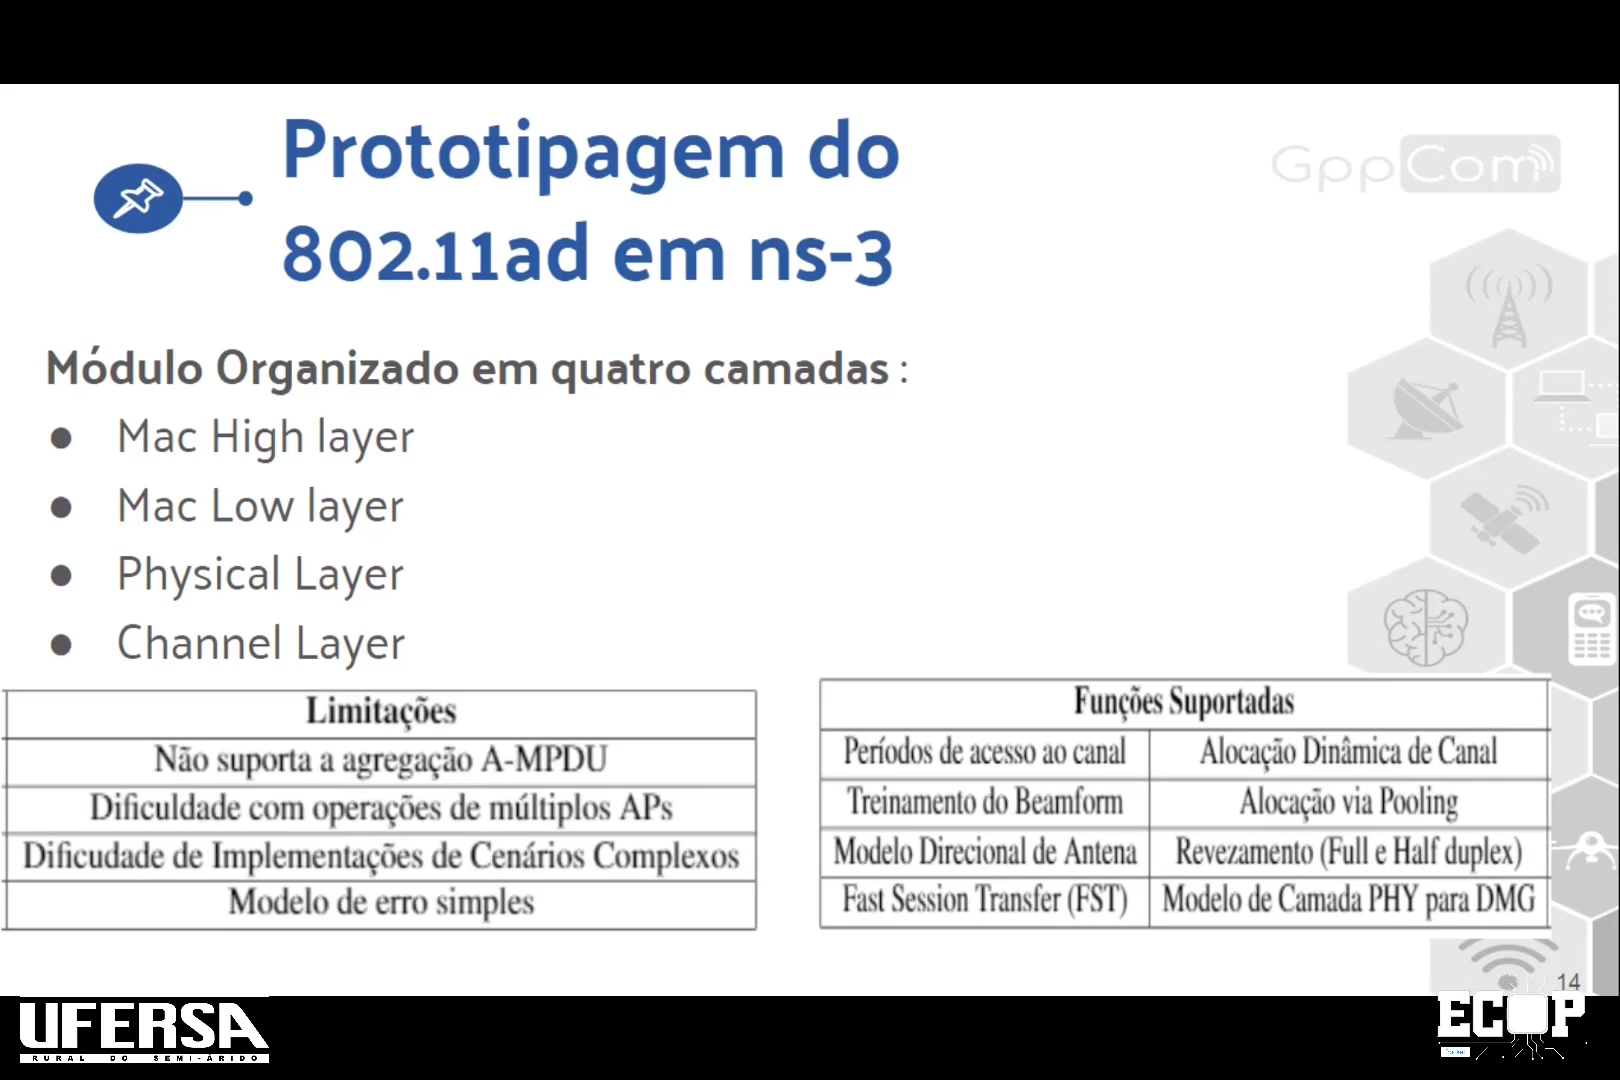 Prototipagem do
802.11ad em ns-3
GppCom
Módulo Organizado em quatro camadas :
● Mac High layer
● Mac Low layer
● Physical Layer
● Channel Layer
Limitações
Não suporta a agregação A-MPDU
Dificuldade com operações de múltiplos APs
Dificudade de Implementações de Cenários Complexos
Modelo de erro simples
Funções Suportadas
Períodos de acesso ao canal Alocação Dinâmica de Canal
Treinamento do Beamform Alocação via Pooling
Modelo Direcional de Antena Revezamento (Full e Half duplex)
Fast Session Transfer (FST) Modelo de Camada PHY para DMG
14
UFERSA
RURAL DO SEMI-ÁRIDO
ECOP